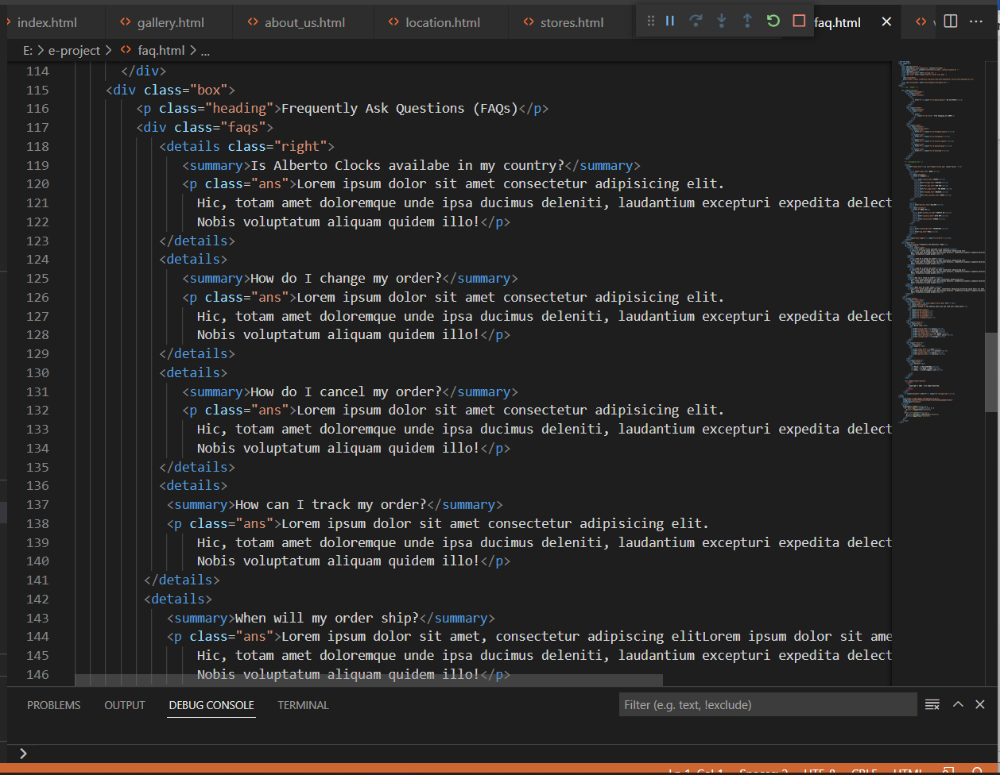 index.html gallery.html about_us.html location.html stores.html faq.html
E: > e-project > faq.html > ...
114 </div>
115 <div class="box">
116 <p class="heading">Frequently Ask Questions (FAQs)</p>
117 <div class="faqs">
118 <details class="right">
119 <summary>Is Alberto Clocks availabe in my country?</summary>
120 <p class="ans">Lorem ipsum dolor sit amet consectetur adipisicing elit.
121 Hic, totam amet doloremque unde ipsa ducimus deleniti, laudantium excepturi expedita delect
122 Nobis voluptatum aliquam quidem illo!</p>
123 </details>
124 <details>
125 <summary>How do I change my order?</summary>
126 <p class="ans">Lorem ipsum dolor sit amet consectetur adipisicing elit.
127 Hic, totam amet doloremque unde ipsa ducimus deleniti, laudantium excepturi expedita delect
128 Nobis voluptatum aliquam quidem illo!</p>
129 </details>
130 <details>
131 <summary>How do I cancel my order?</summary>
132 <p class="ans">Lorem ipsum dolor sit amet consectetur adipisicing elit.
133 Hic, totam amet doloremque unde ipsa ducimus deleniti, laudantium excepturi expedita delect
134 Nobis voluptatum aliquam quidem illo!</p>
135 </details>
136 <details>
137 <summary>How can I track my order?</summary>
138 <p class="ans">Lorem ipsum dolor sit amet consectetur adipisicing elit.
139 Hic, totam amet doloremque unde ipsa ducimus deleniti, laudantium excepturi expedita delect
140 Nobis voluptatum aliquam quidem illo!</p>
141 </details>
142 <details>
143 <summary>When will my order ship?</summary>
144 <p class="ans">Lorem ipsum dolor sit amet, consectetur adipiscing elitLorem ipsum dolor sit ame
145 Hic, totam amet doloremque unde ipsa ducimus deleniti, laudantium excepturi expedita delect
146 Nobis voluptatum aliquam quidem illo!</p>
PROBLEMS OUTPUT DEBUG CONSOLE TERMINAL Filter (e.g. text, !exclude)
Ln 1, Col 1 Spaces: 2 UTF-8 CRLF HTML